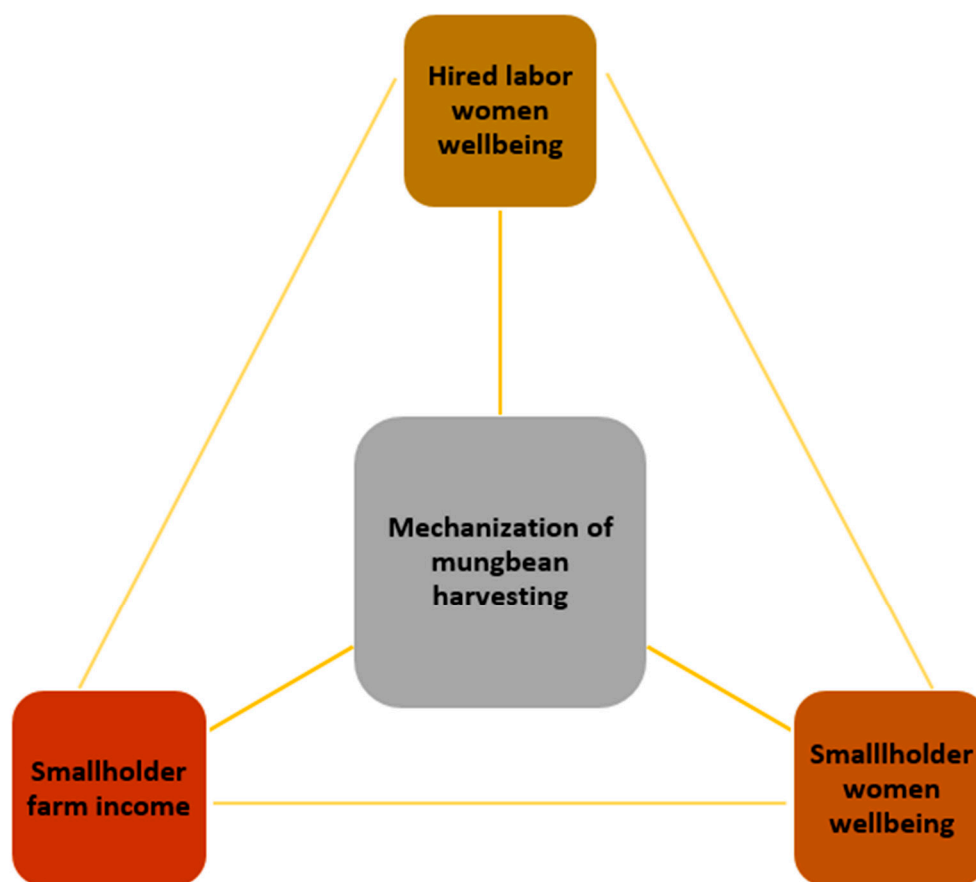 Hired labor
women
wellbeing
Mechanization of
mungbean
harvesting
Smallholder
farm income
Smalllholder
women
wellbeing